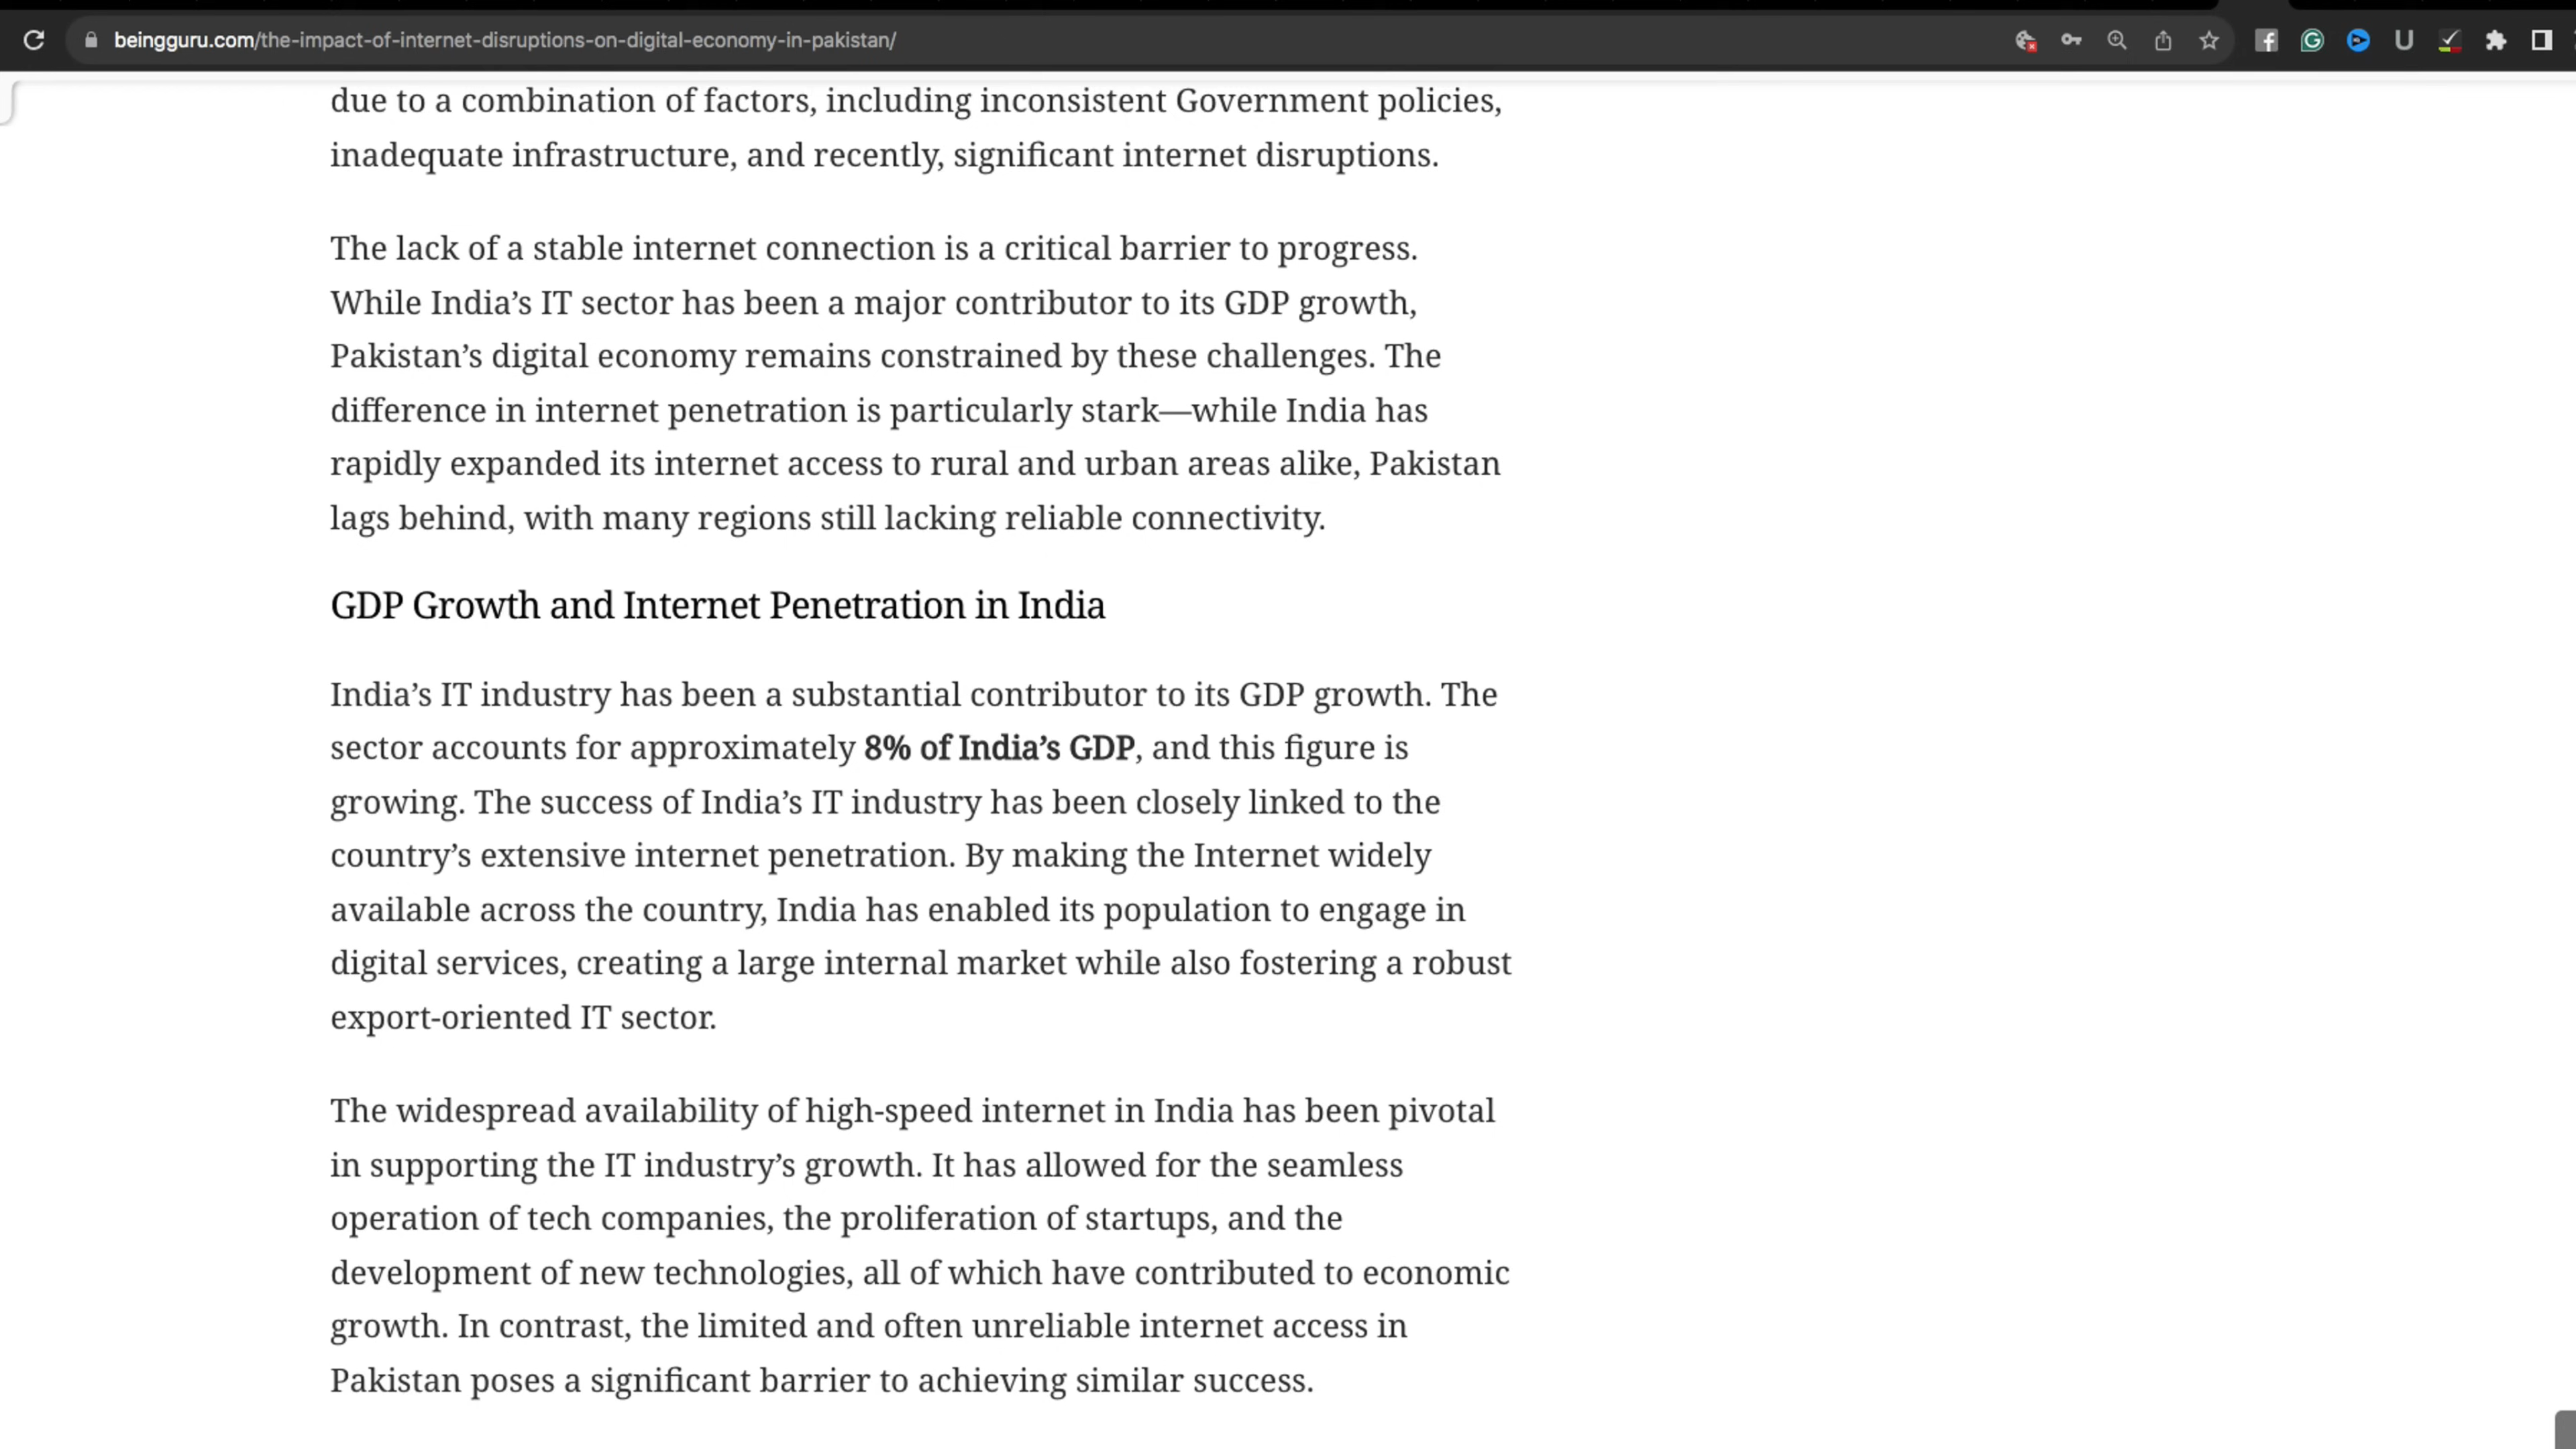 beingguru.com/the-impact-of-internet-disruptions-on-digital-economy-in-pakistan/
due to a combination of factors, including inconsistent Government policies,
inadequate infrastructure, and recently, significant internet disruptions.
The lack of a stable internet connection is a critical barrier to progress.
While India’s IT sector has been a major contributor to its GDP growth,
Pakistan’s digital economy remains constrained by these challenges. The
difference in internet penetration is particularly stark—while India has
rapidly expanded its internet access to rural and urban areas alike, Pakistan
lags behind, with many regions still lacking reliable connectivity.
GDP Growth and Internet Penetration in India
India’s IT industry has been a substantial contributor to its GDP growth. The
sector accounts for approximately 8% of India’s GDP, and this figure is
growing. The success of India’s IT industry has been closely linked to the
country’s extensive internet penetration. By making the Internet widely
available across the country, India has enabled its population to engage in
digital services, creating a large internal market while also fostering a robust
export-oriented IT sector.
The widespread availability of high-speed internet in India has been pivotal
in supporting the IT industry’s growth. It has allowed for the seamless
operation of tech companies, the proliferation of startups, and the
development of new technologies, all of which have contributed to economic
growth. In contrast, the limited and often unreliable internet access in
Pakistan poses a significant barrier to achieving similar success.